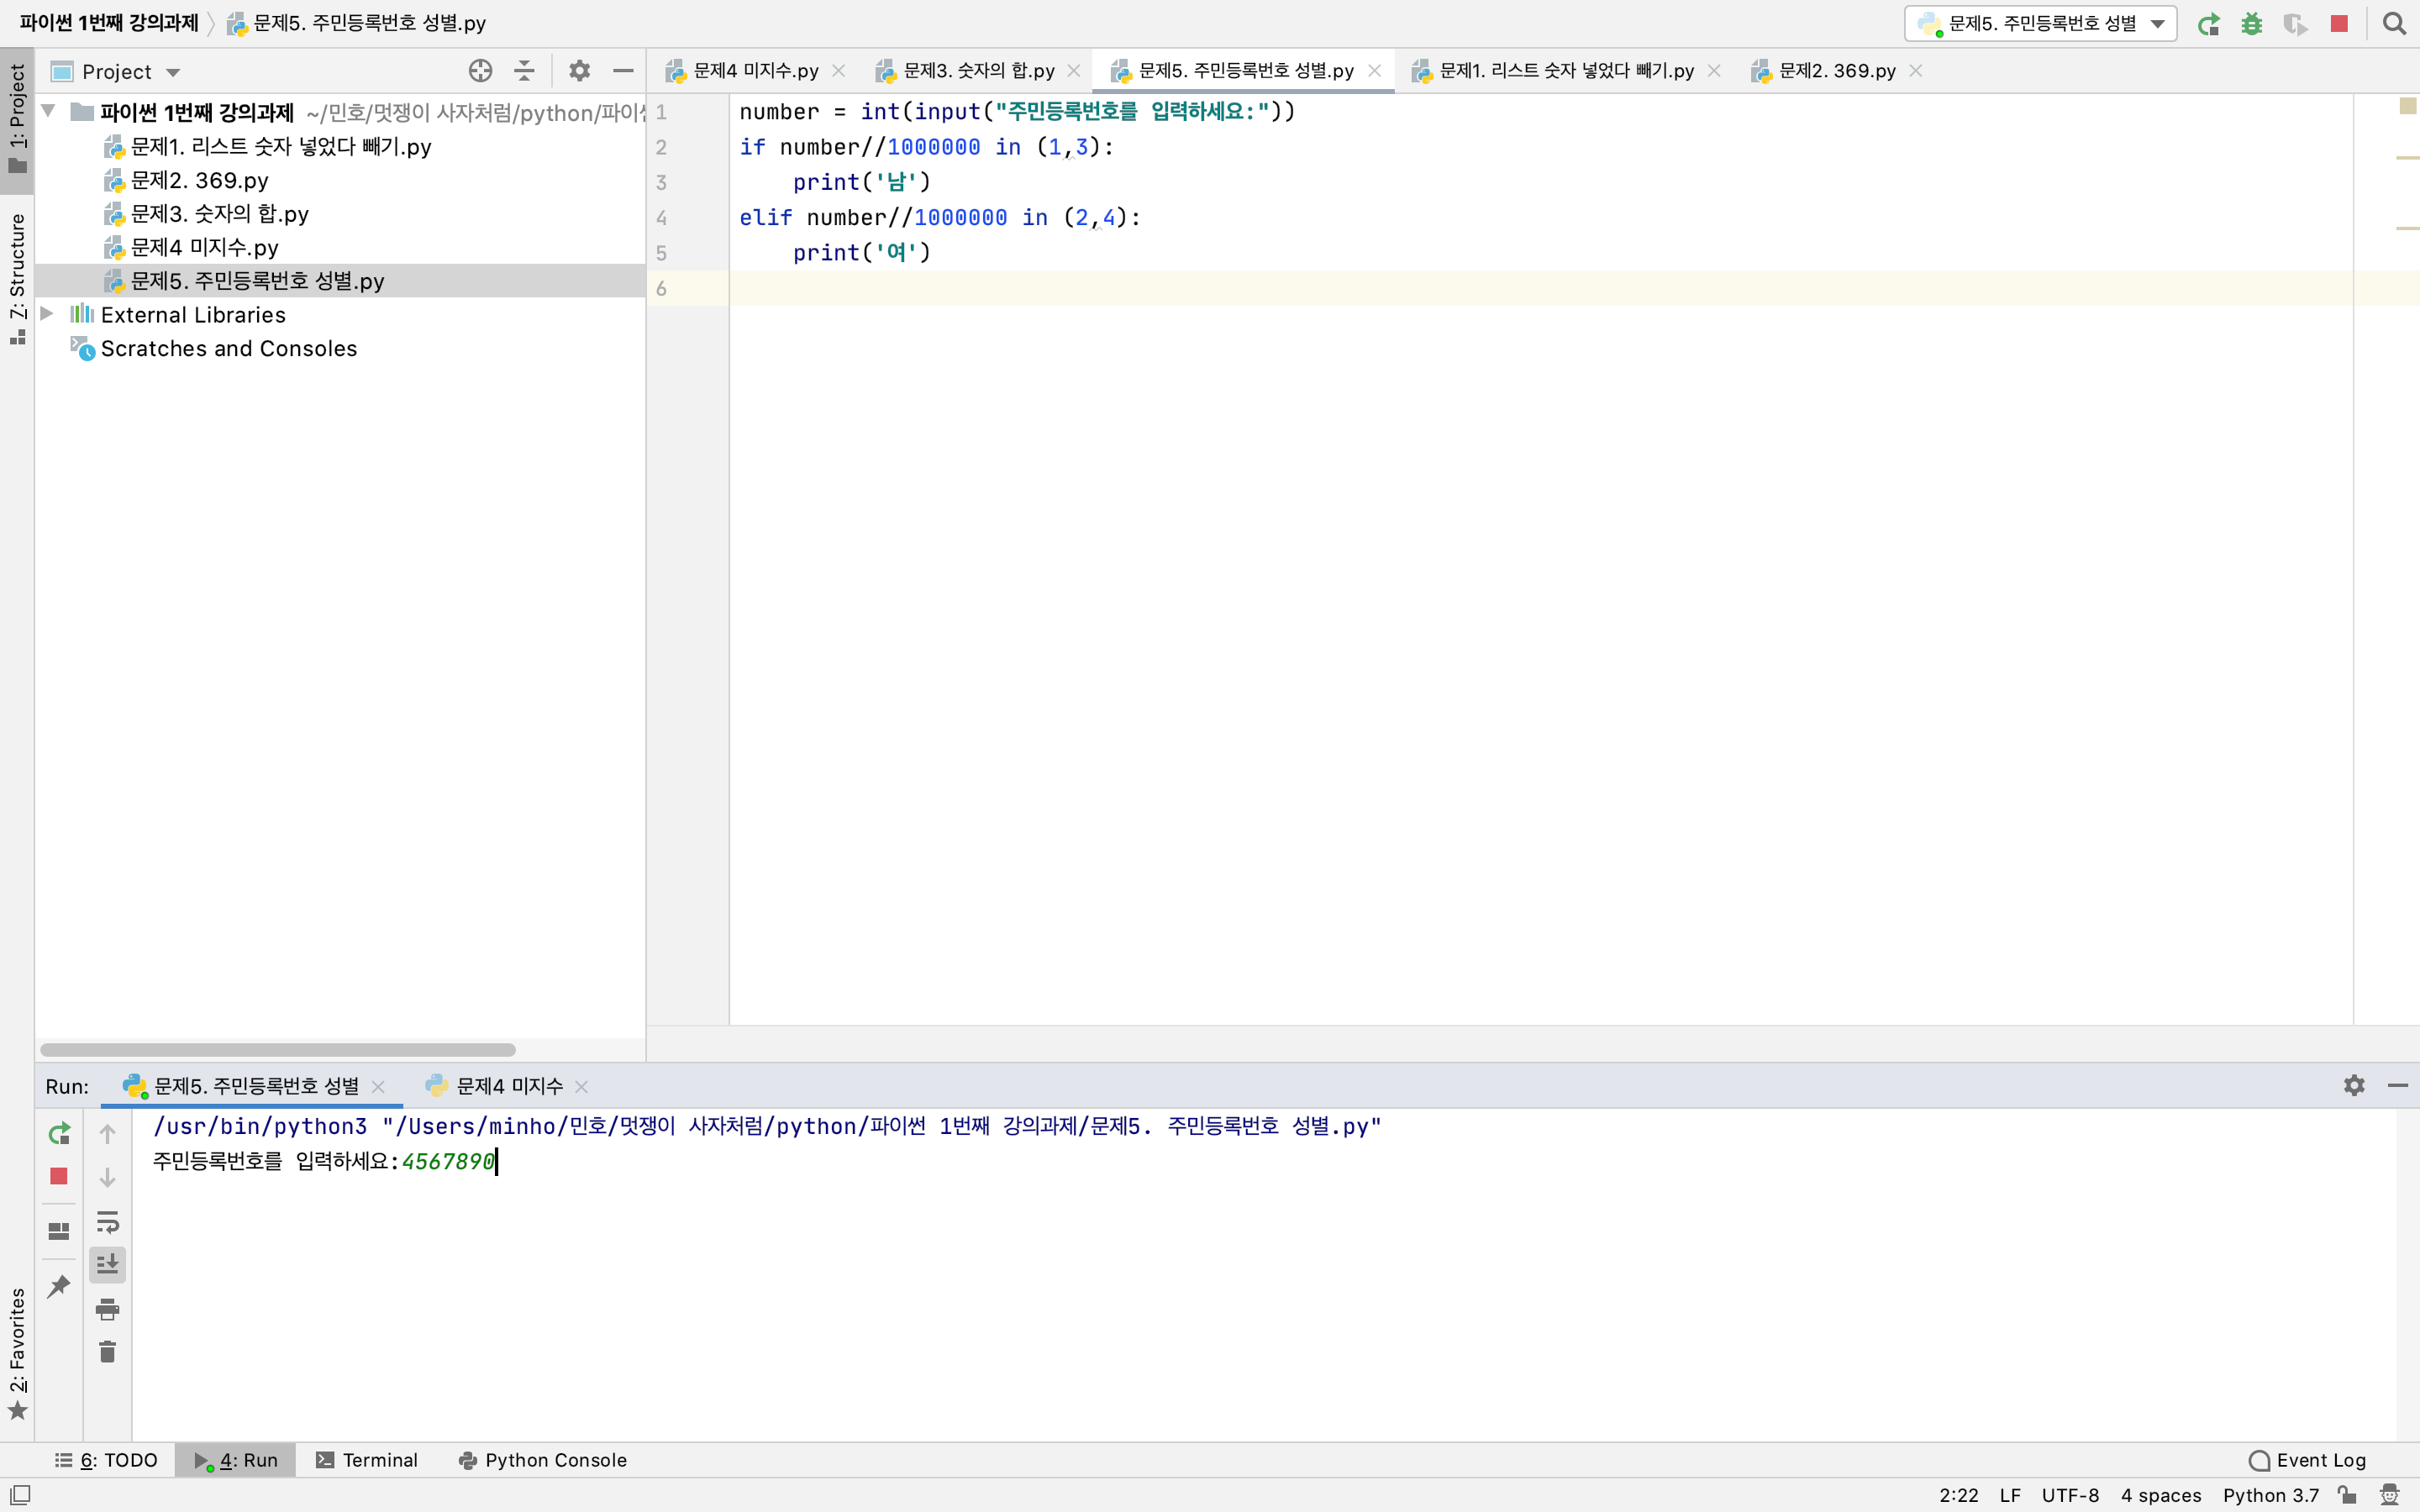 파이썬 1번째 강의과제 문제5. 주민등록번호 성별.py 문제5. 주민등록번호 성별
Project 문제4 미지수.py 문제3. 숫자의 합.py 문제5. 주민등록번호 성별.py 문제1. 리스트 숫자 넣었다 빼기.py 문제2. 369.py
1: Project
7: Structure
2: Favorites
파이썬 1번째 강의과제 ~/민호/멋쟁이 사자처럼/python/파이
문제1. 리스트 숫자 넣었다 빼기.py
문제2. 369.py
문제3. 숫자의 합.py
문제4 미지수.py
문제5. 주민등록번호 성별.py
External Libraries
Scratches and Consoles
1 number = int(input("주민등록번호를 입력하세요:"))
2 if number//1000000 in (1,3):
3     print('남')
4 elif number//1000000 in (2,4):
5     print('여')
6
Run: 문제5. 주민등록번호 성별 문제4 미지수
/usr/bin/python3 "/Users/minho/민호/멋쟁이 사자처럼/python/파이썬 1번째 강의과제/문제5. 주민등록번호 성별.py"
주민등록번호를 입력하세요:4567890
6: TODO 4: Run Terminal Python Console Event Log
2:22 LF UTF-8 4 spaces Python 3.7